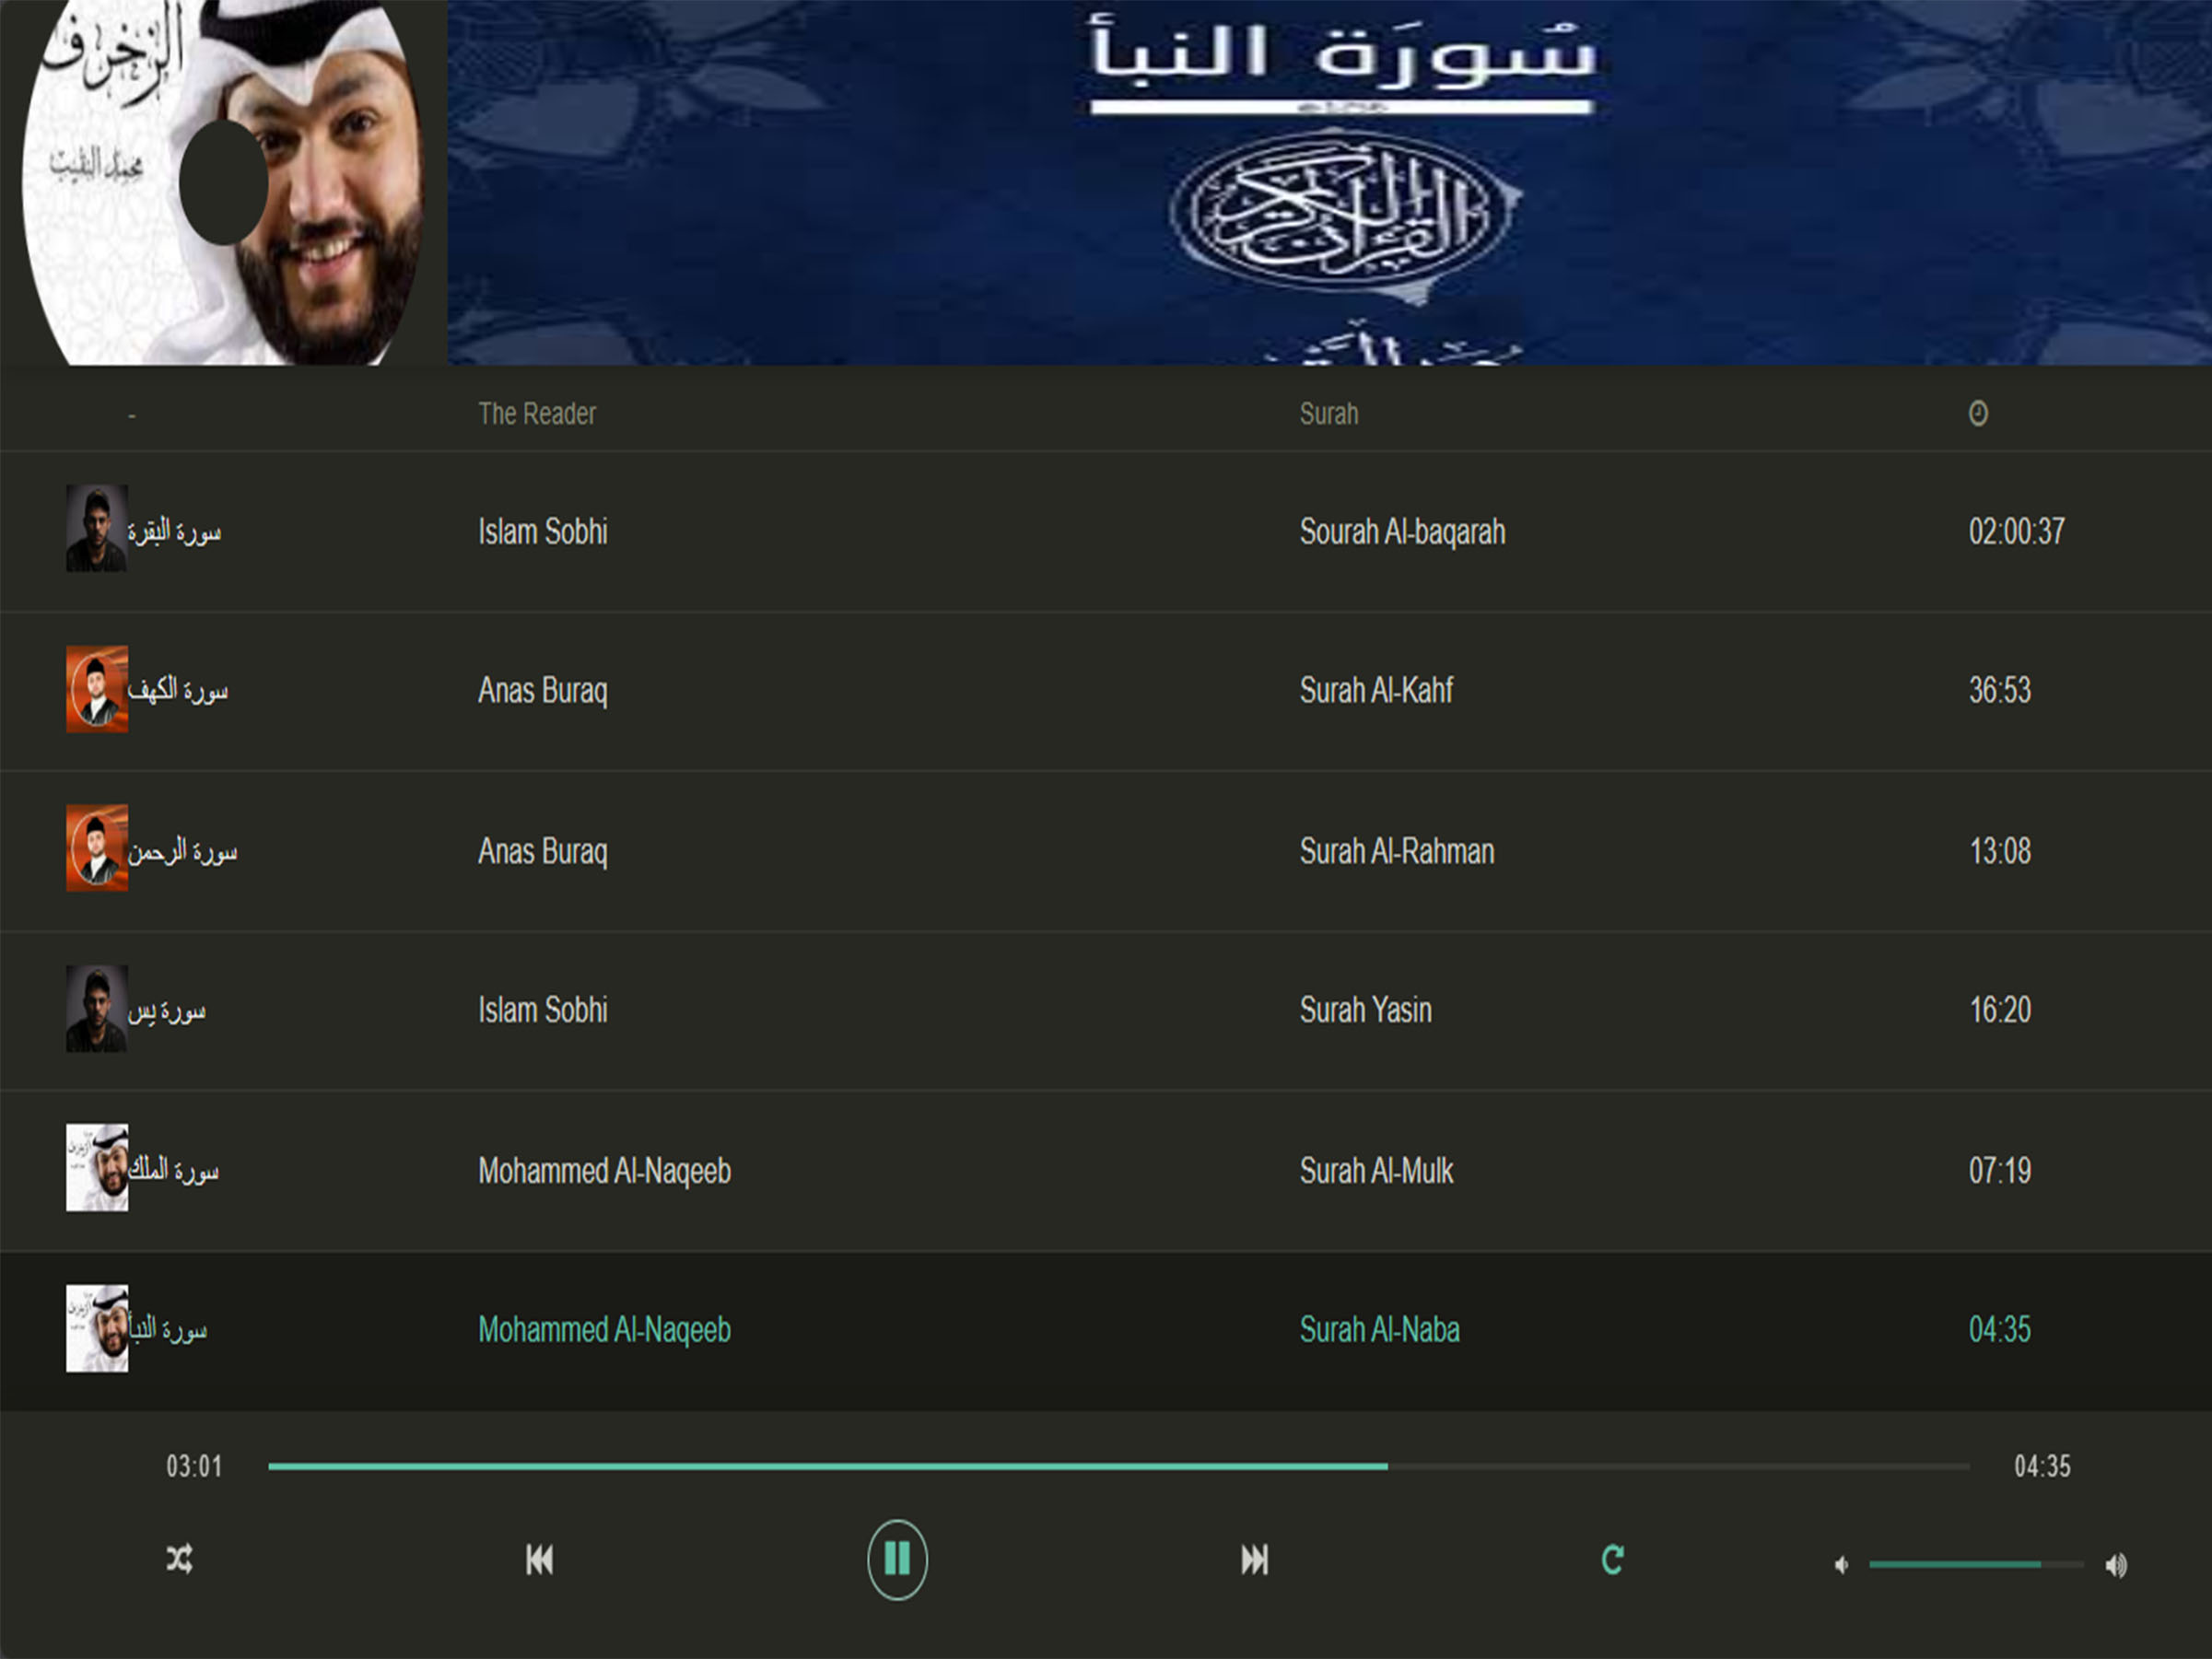 الزخرف
محمد النقيب
سُورَة النبأ
القرآن الكريم
- The Reader Surah
سورة البقرة Islam Sobhi Sourah Al-baqarah 02:00:37
سورة الكهف Anas Buraq Surah Al-Kahf 36:53
سورة الرحمن Anas Buraq Surah Al-Rahman 13:08
سورة يس Islam Sobhi Surah Yasin 16:20
سورة الملك Mohammed Al-Naqeeb Surah Al-Mulk 07:19
سورة النبأ Mohammed Al-Naqeeb Surah Al-Naba 04:35
03:01 04:35